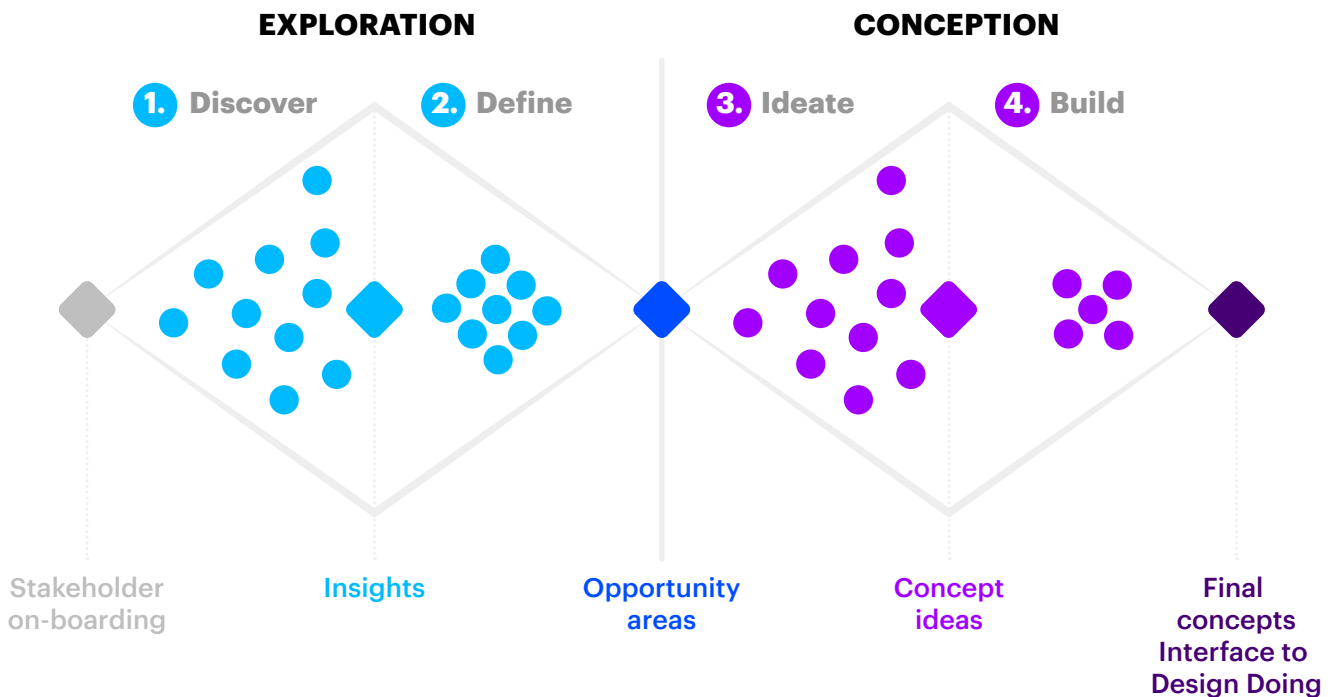 EXPLORATION
CONCEPTION
1. Discover
2. Define
3. Ideate
4. Build
Stakeholder
on-boarding
Insights
Opportunity
areas
Concept
ideas
Final
concepts
Interface to
Design Doing